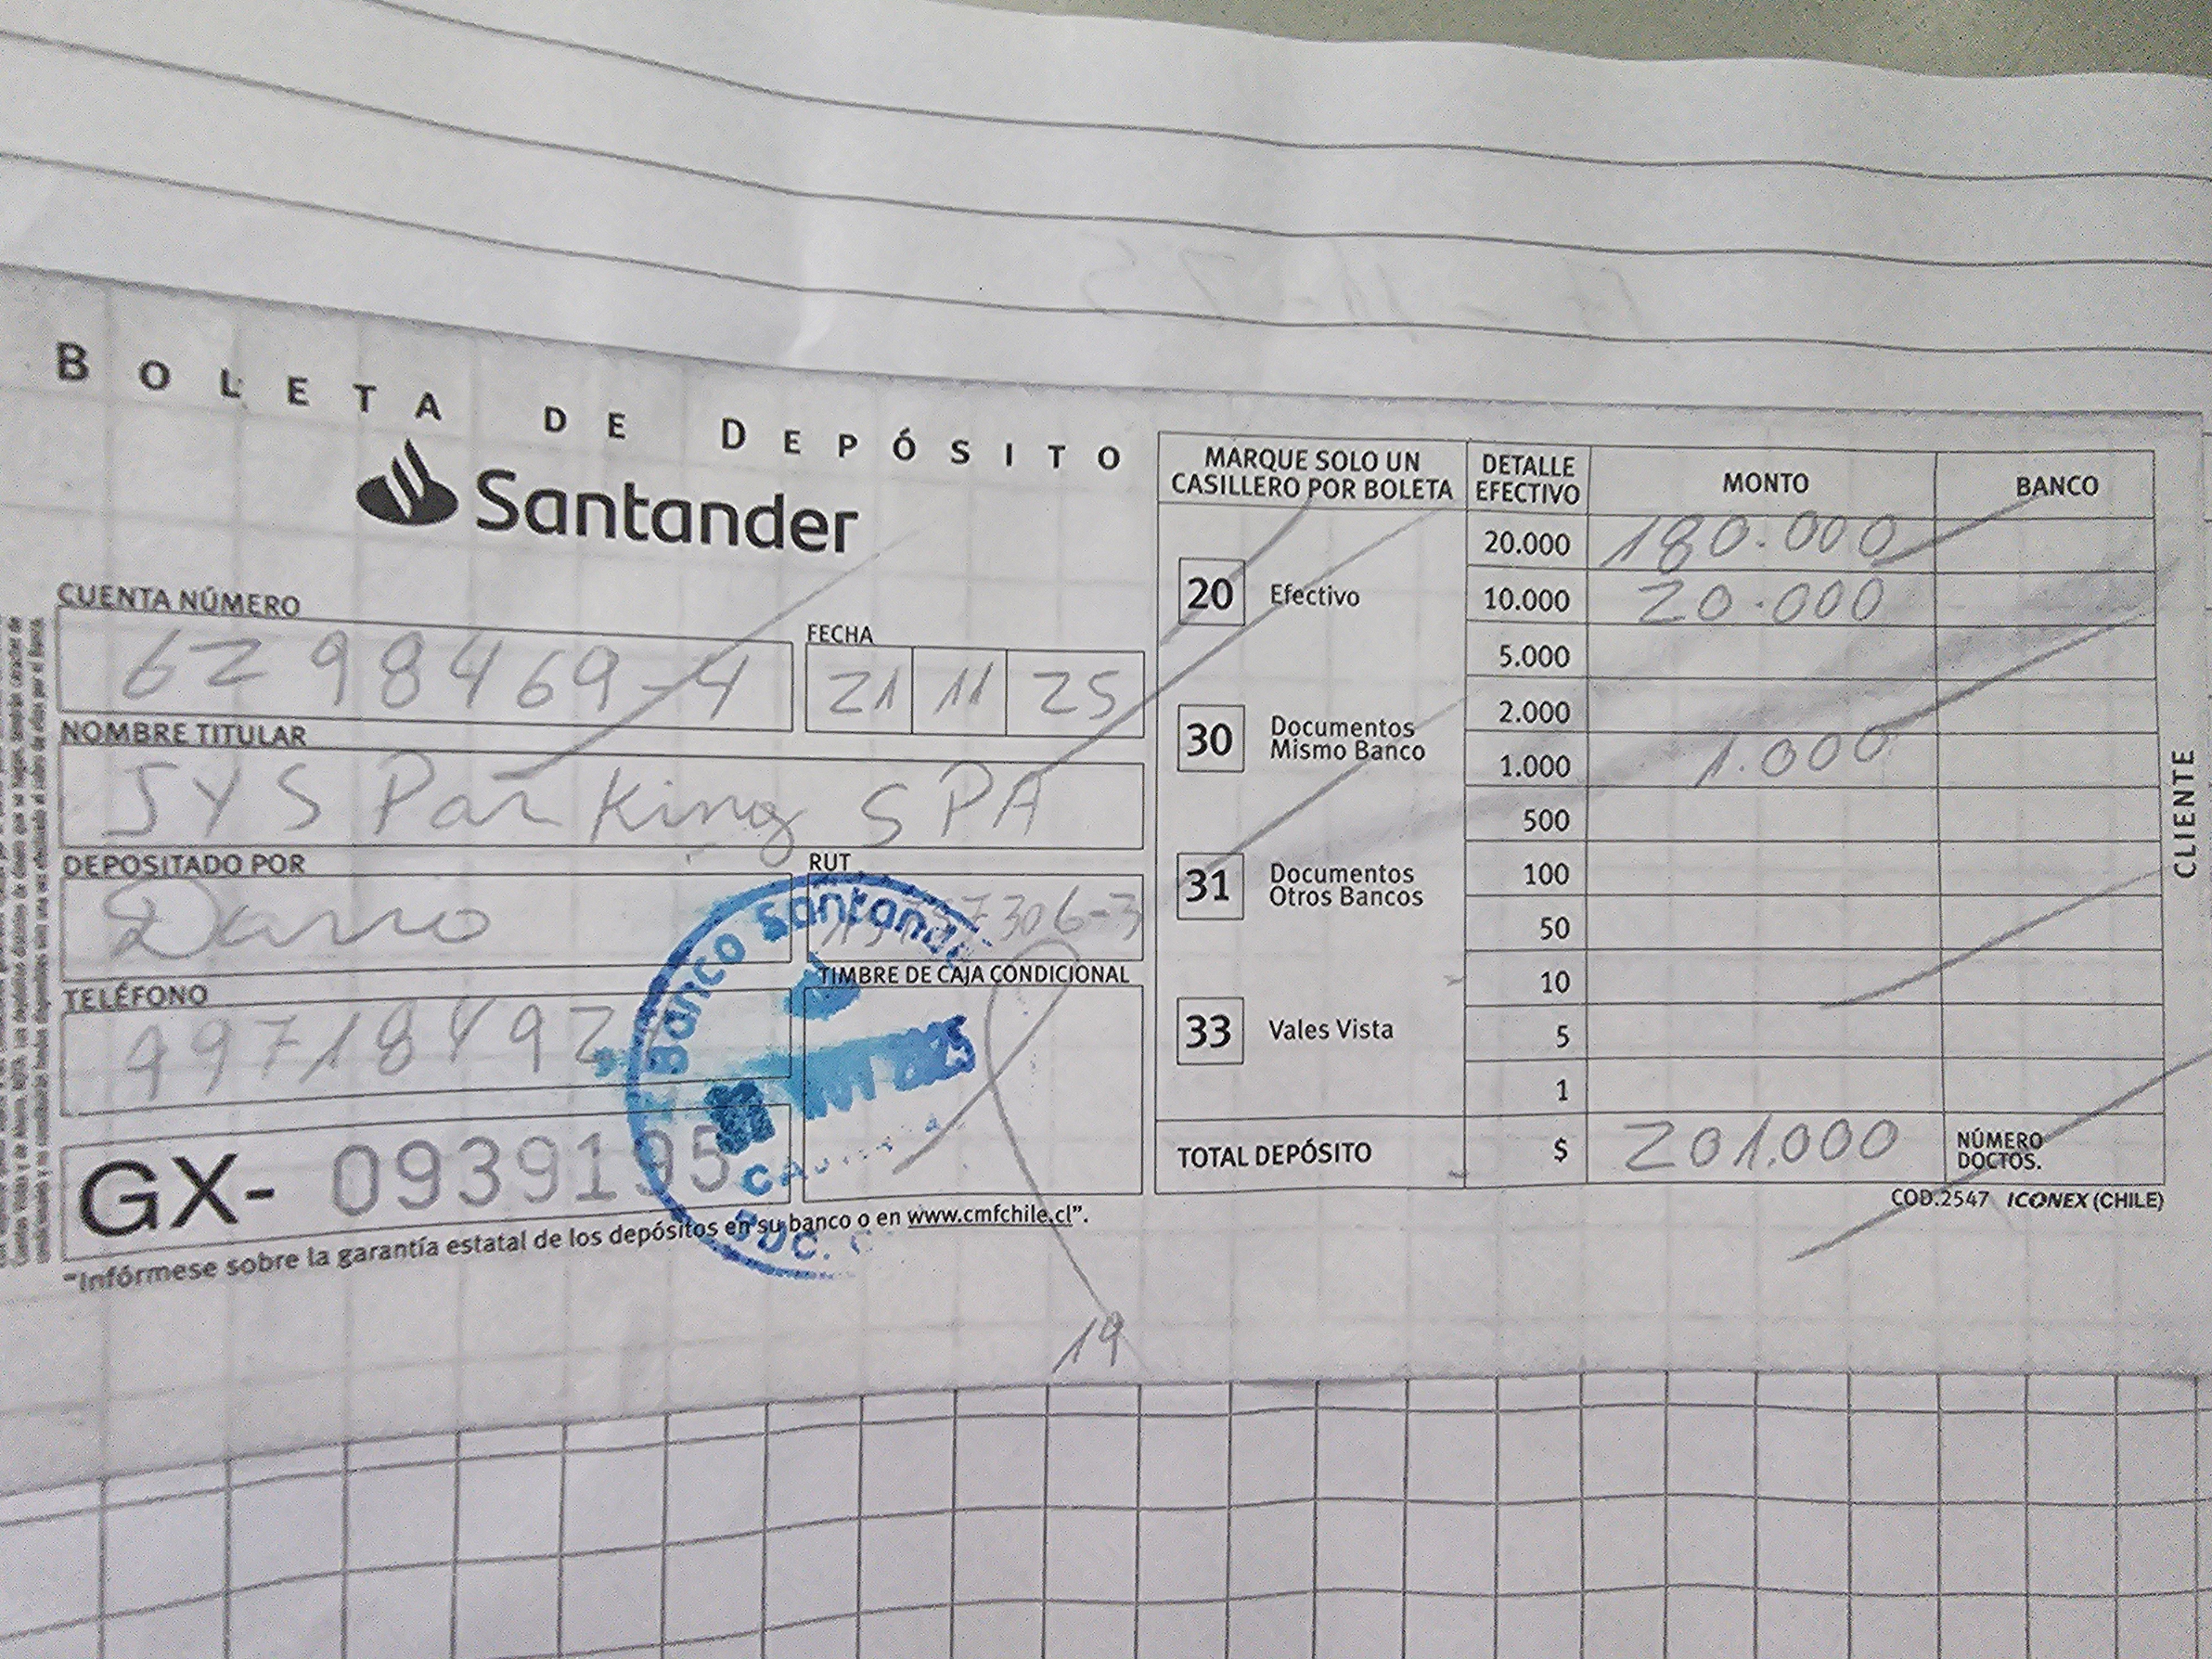 BOLETA DE DEPÓSITO
Santander
CUENTA NÚMERO
6298469-4
FECHA
21 11 25
NOMBRE TITULAR
SYS Parking SPA
DEPOSITADO POR
Dario
RUT
7306-3
TELÉFONO
99718492
TIMBRE DE CAJA CONDICIONAL
Banco Santander
GX- 0939195
"Infórmese sobre la garantía estatal de los depósitos en su banco o en www.cmfchile.cl".
19
MARQUE SOLO UN
CASILLERO POR BOLETA
20 Efectivo
30 Documentos
Mismo Banco
31 Documentos
Otros Bancos
33 Vales Vista
DETALLE
EFECTIVO
MONTO
BANCO
20.000 180.000
10.000 20.000
5.000
2.000
1.000 1.000
500
100
50
10
5
1
TOTAL DEPÓSITO $ 201.000
NÚMERO
DOCTOS.
COD.2547 ICONEX (CHILE)
CLIENTE